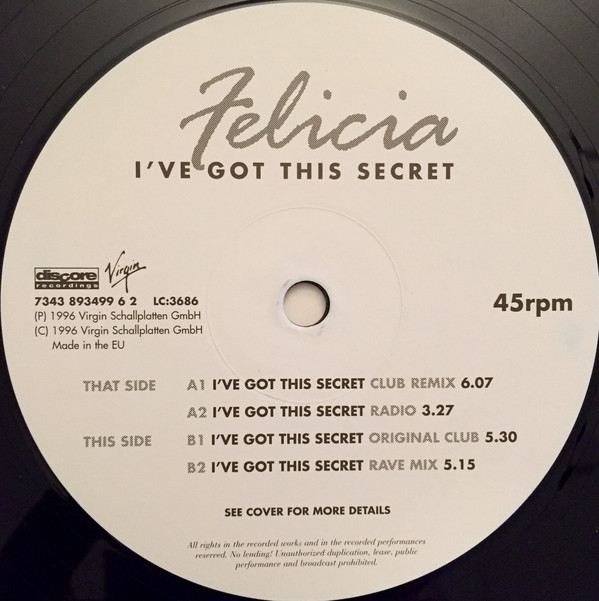 Felicia
I'VE GOT THIS SECRET
discore
recordings
Virgin
7343 893499 6 2 LC:3686
(P) 1996 Virgin Schallplatten GmbH
(C) 1996 Virgin Schallplatten GmbH
Made in the EU
45rpm
THAT SIDE A1 I'VE GOT THIS SECRET CLUB REMIX 6.07
A2 I'VE GOT THIS SECRET RADIO 3.27
THIS SIDE B1 I'VE GOT THIS SECRET ORIGINAL CLUB 5.30
B2 I'VE GOT THIS SECRET RAVE MIX 5.15
SEE COVER FOR MORE DETAILS
All rights in the recorded works and in the recorded performances
reserved. No lending! Unauthorized duplication, lease, public
performance and broadcast prohibited.